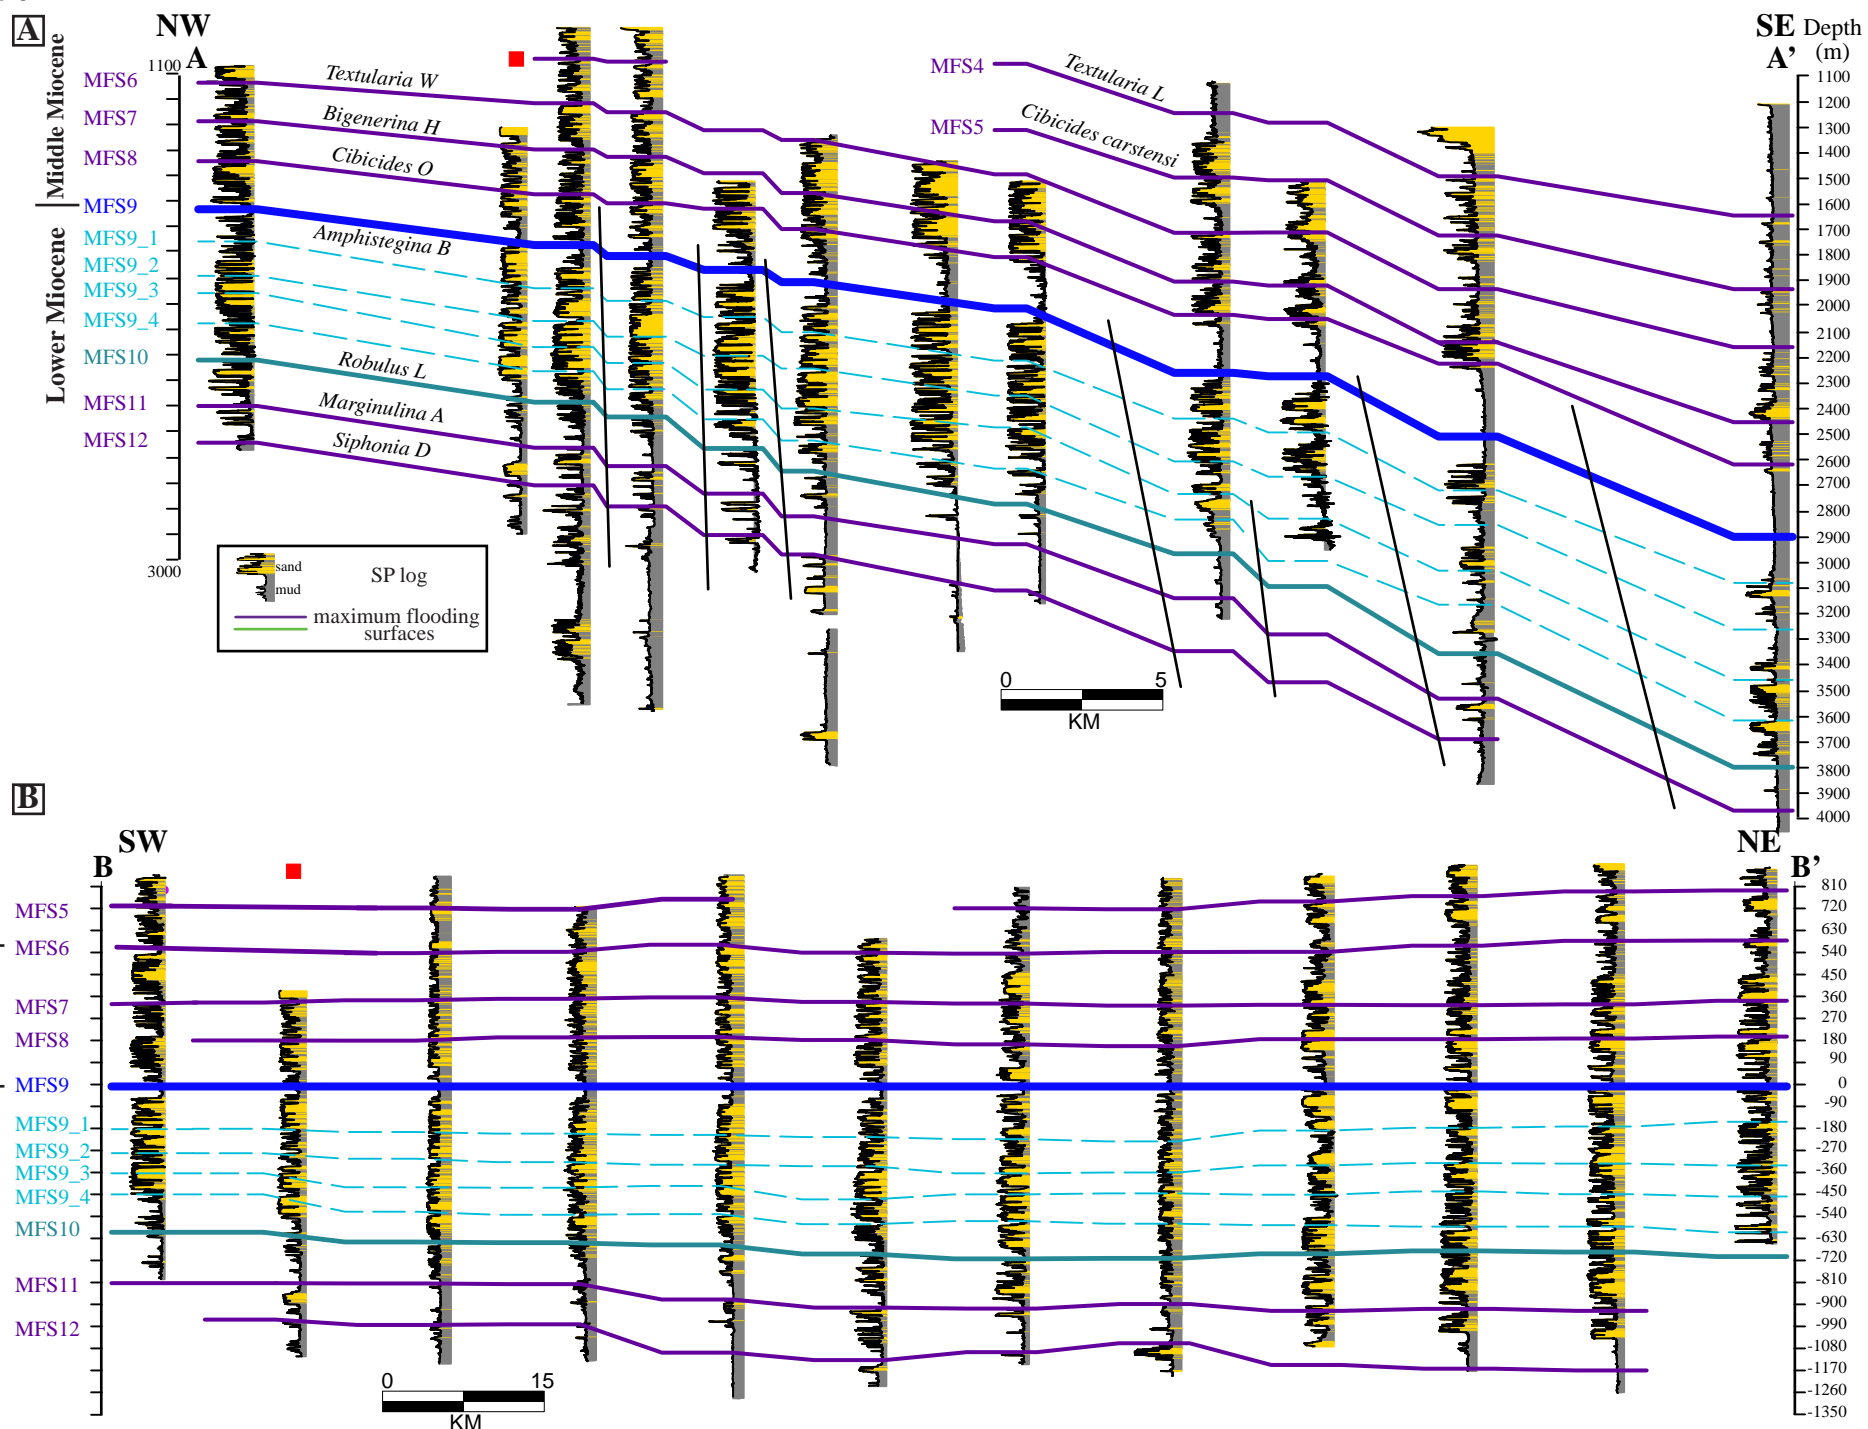 A
NW
A
SE
A'
Depth
(m)
Middle Miocene
Lower Miocene
1100
3000
MFS6
MFS7
MFS8
MFS9
MFS9_1
MFS9_2
MFS9_3
MFS9_4
MFS10
MFS11
MFS12
Textularia W
Bigenerina H
Cibicides O
Amphistegina B
Robulus L
Marginulina A
Siphonia D
MFS4
MFS5
Textularia L
Cibicides carstensi
sand
mud
SP log
maximum flooding
surfaces
0 5
KM
1100
1200
1300
1400
1500
1600
1700
1800
1900
2000
2100
2200
2300
2400
2500
2600
2700
2800
2900
3000
3100
3200
3300
3400
3500
3600
3700
3800
3900
4000
B
SW
B
NE
B'
MFS5
MFS6
MFS7
MFS8
MFS9
MFS9_1
MFS9_2
MFS9_3
MFS9_4
MFS10
MFS11
MFS12
0 15
KM
810
720
630
540
450
360
270
180
90
0
-90
-180
-270
-360
-450
-540
-630
-720
-810
-900
-990
-1080
-1170
-1260
-1350